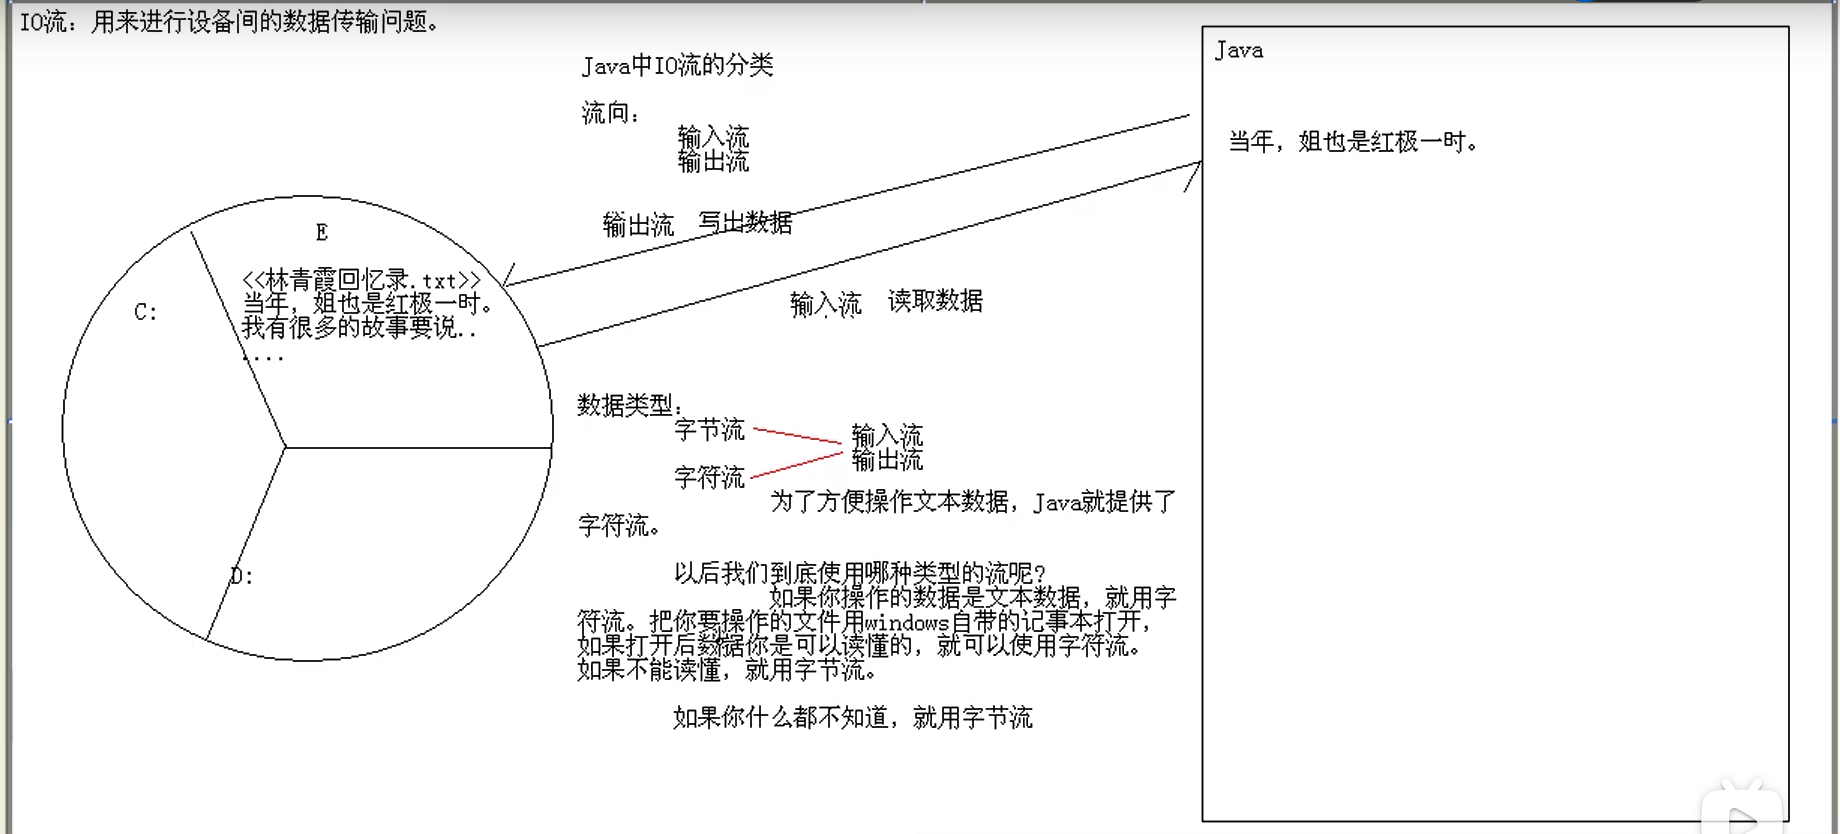 IO流：用来进行设备间的数据传输问题。
Java中IO流的分类
流向：
输入流
输出流
输出流 写出数据
输入流 读取数据
Java
当年，姐也是红极一时。
E
<<林青霞回忆录.txt>>
当年，姐也是红极一时。
我有很多的故事要说..
....
C:
D:
数据类型：
字节流
字符流
输入流
输出流
为了方便操作文本数据，Java就提供了
字符流。
以后我们到底使用哪种类型的流呢?
如果你操作的数据是文本数据，就用字
符流。把你要操作的文件用windows自带的记事本打开，
如果打开后数据你是可以读懂的，就可以使用字符流。
如果不能读懂，就用字节流。
如果你什么都不知道，就用字节流